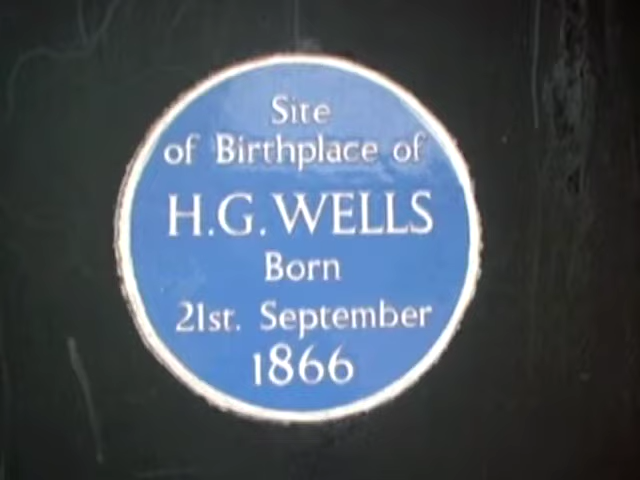 Site
of Birthplace of
H.G. WELLS
Born
21st. September
1866